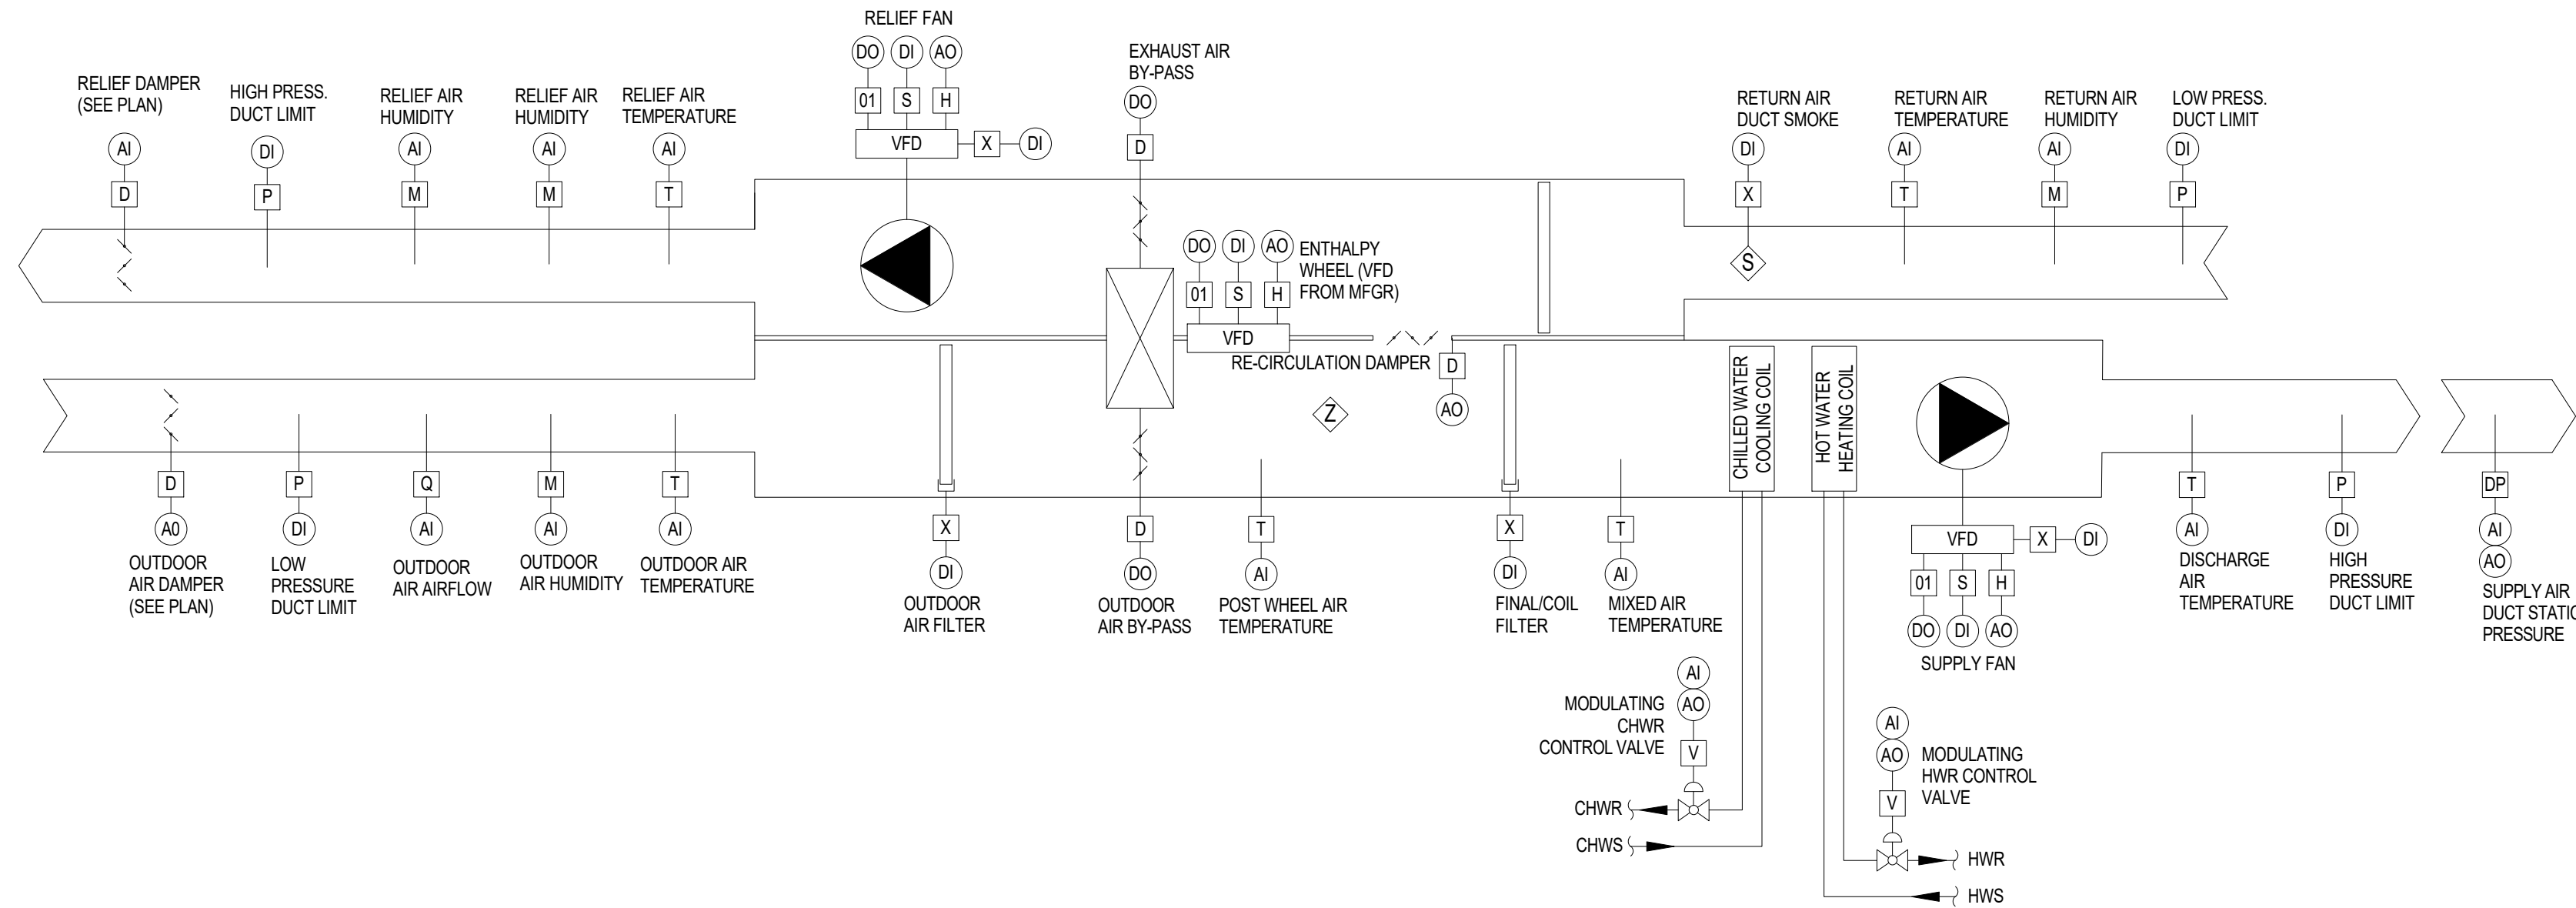 RELIEF FAN
DO DI AO
01 S H
VFD X DI
RELIEF DAMPER
(SEE PLAN)
AI
D
HIGH PRESS.
DUCT LIMIT
DI
P
RELIEF AIR
HUMIDITY
AI
M
RELIEF AIR
HUMIDITY
AI
M
RELIEF AIR
TEMPERATURE
AI
T
EXHAUST AIR
BY-PASS
DO
D
RETURN AIR
DUCT SMOKE
DI
X
S
RETURN AIR
TEMPERATURE
AI
T
RETURN AIR
HUMIDITY
AI
M
LOW PRESS.
DUCT LIMIT
DI
P
DO DI AO
01 S H
VFD
ENTHALPY
WHEEL (VFD
FROM MFGR)
RE-CIRCULATION DAMPER
D
AO
Z
CHILLED WATER
COOLING COIL
HOT WATER
HEATING COIL
D
A0
OUTDOOR
AIR DAMPER
(SEE PLAN)
P
DI
LOW
PRESSURE
DUCT LIMIT
Q
AI
OUTDOOR
AIR AIRFLOW
M
AI
OUTDOOR
AIR HUMIDITY
T
AI
OUTDOOR AIR
TEMPERATURE
X
DI
OUTDOOR
AIR FILTER
D
DO
OUTDOOR
AIR BY-PASS
T
AI
POST WHEEL AIR
TEMPERATURE
X
DI
FINAL/COIL
FILTER
T
AI
MIXED AIR
TEMPERATURE
VFD X DI
01 S H
DO DI AO
SUPPLY FAN
T
AI
DISCHARGE
AIR
TEMPERATURE
P
DI
HIGH
PRESSURE
DUCT LIMIT
DP
AI
AO
SUPPLY AIR
DUCT STATIC
PRESSURE
AI
AO
V
MODULATING
CHWR
CONTROL VALVE
CHWR
CHWS
AI
AO
V
MODULATING
HWR CONTROL
VALVE
HWR
HWS